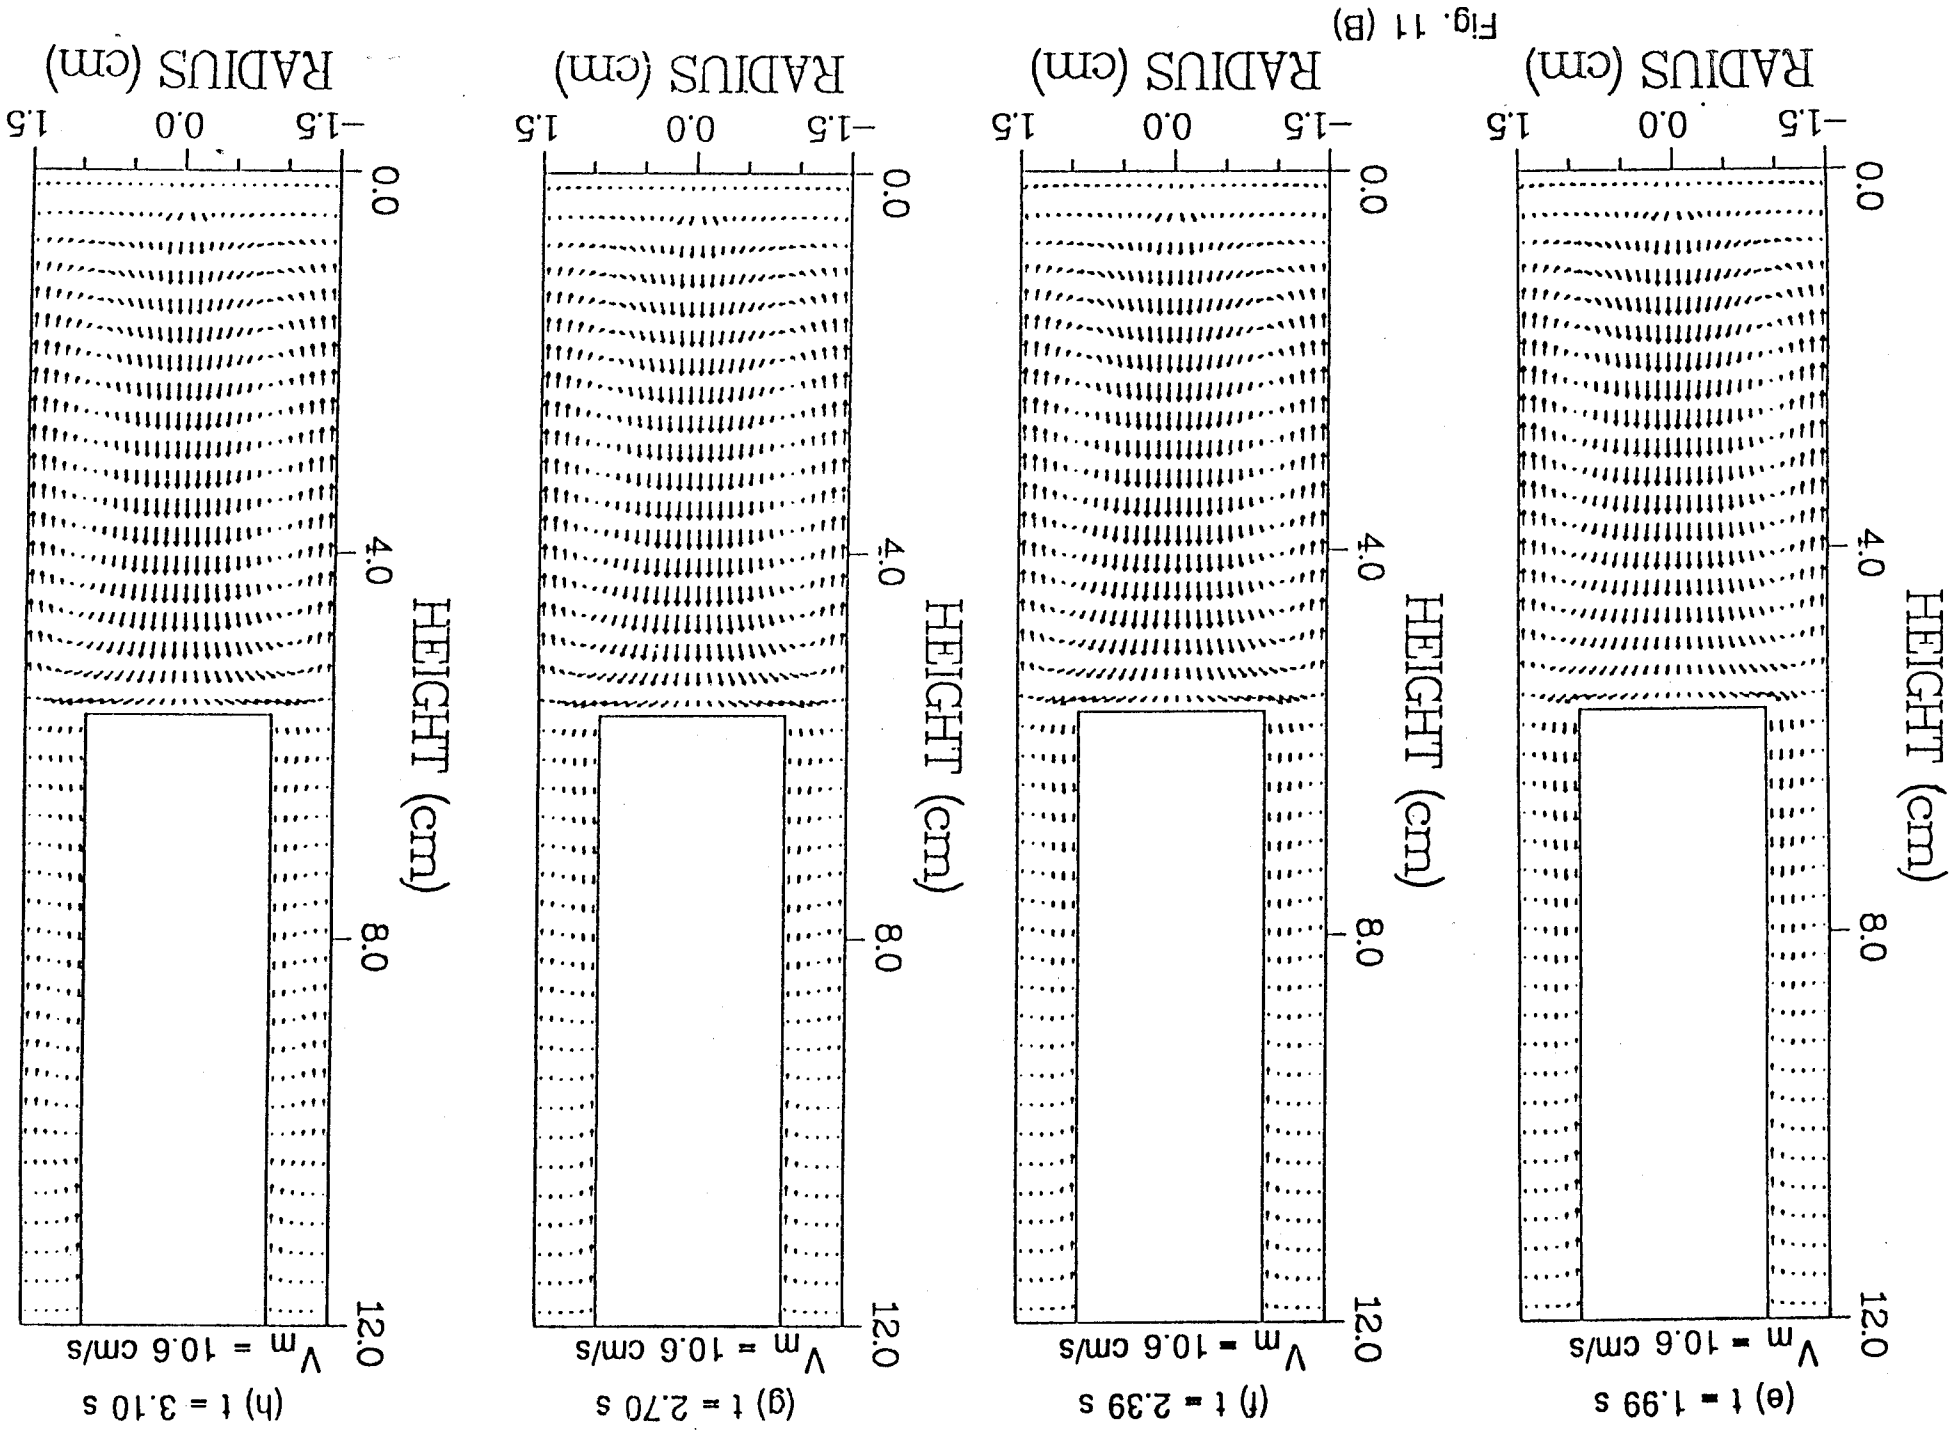 (e) t = 1.99 s
V_m = 10.6 cm/s
12.0
8.0
4.0
0.0
HEIGHT (cm)
-1.5 0.0 1.5
RADIUS (cm)
(f) t = 2.39 s
V_m = 10.6 cm/s
12.0
8.0
4.0
0.0
HEIGHT (cm)
-1.5 0.0 1.5
RADIUS (cm)
(g) t = 2.70 s
V_m = 10.6 cm/s
12.0
8.0
4.0
0.0
HEIGHT (cm)
-1.5 0.0 1.5
RADIUS (cm)
(h) t = 3.10 s
V_m = 10.6 cm/s
12.0
8.0
4.0
0.0
HEIGHT (cm)
-1.5 0.0 1.5
RADIUS (cm)
Fig. 11 (B)